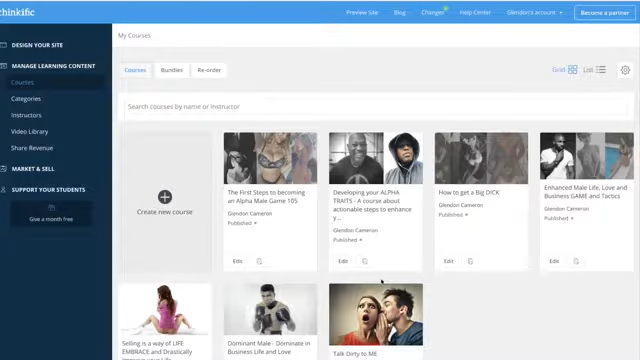 thinkific
Preview Site Blog Changes Help Center Glendon's account Become a partner
DESIGN YOUR SITE
My Courses
MANAGE LEARNING CONTENT
Courses
Categories
Instructors
Video Library
Share Revenue
MARKET & SELL
SUPPORT YOUR STUDENTS
Give a month free
Courses Bundles Re-order
Grid List
Search courses by name or instructor
Create new course
The First Steps to becoming
an Alpha Male Game 105
Glendon Cameron
Published
Edit
Developing your ALPHA
TRAITS - A course about
actionable steps to enhance
y...
Glendon Cameron
Published
Edit
How to get a Big DICK
Glendon Cameron
Published
Edit
Enhanced Male Life, Love and
Business GAME and Tactics
Glendon Cameron
Published
Edit
Selling is a way of LIFE
EMBRACE and Drastically
Dominant Male - Dominate in
Business Life and Love
Talk Dirty to ME